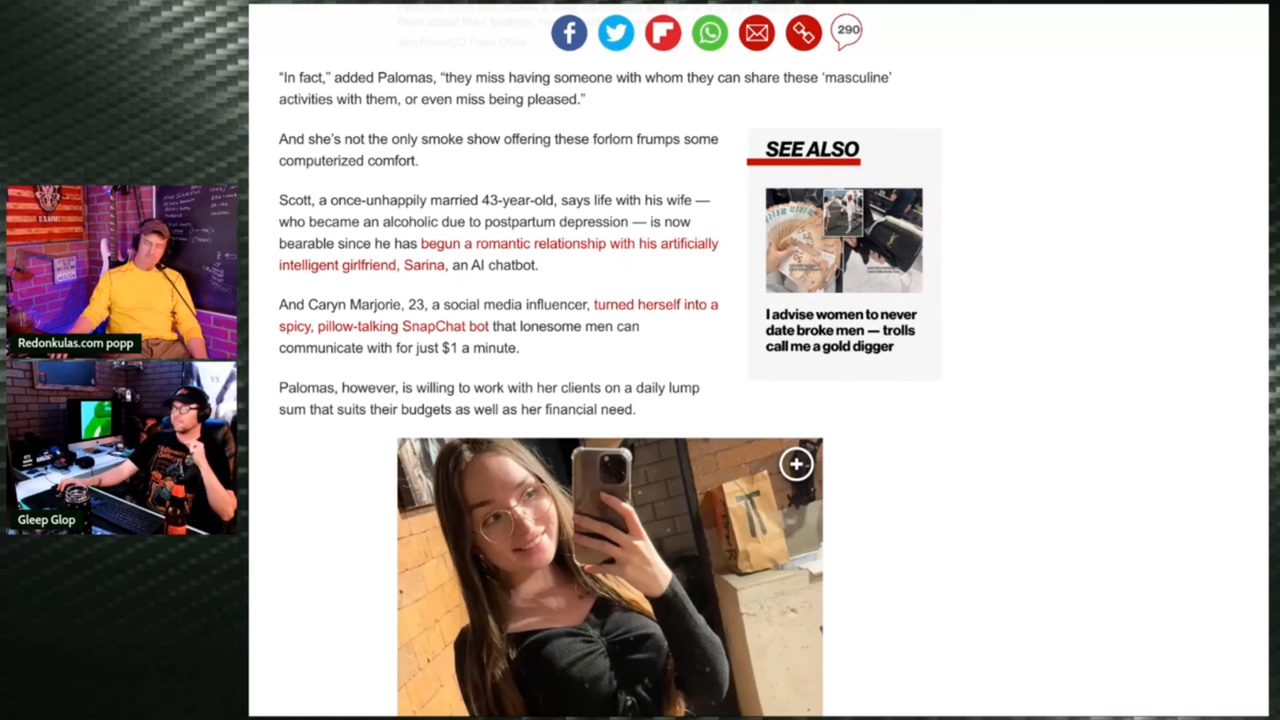 290
“In fact,” added Palomas, “they miss having someone with whom they can share these ‘masculine’
activities with them, or even miss being pleased.”
And she’s not the only smoke show offering these forlorn frumps some
computerized comfort.
Scott, a once-unhappily married 43-year-old, says life with his wife —
who became an alcoholic due to postpartum depression — is now
bearable since he has begun a romantic relationship with his artificially
intelligent girlfriend, Sarina, an AI chatbot.
And Caryn Marjorie, 23, a social media influencer, turned herself into a
spicy, pillow-talking SnapChat bot that lonesome men can
communicate with for just $1 a minute.
Palomas, however, is willing to work with her clients on a daily lump
sum that suits their budgets as well as her financial need.
SEE ALSO
I advise women to never
date broke men — trolls
call me a gold digger
Redonkulas.com popp
Gleep Glop